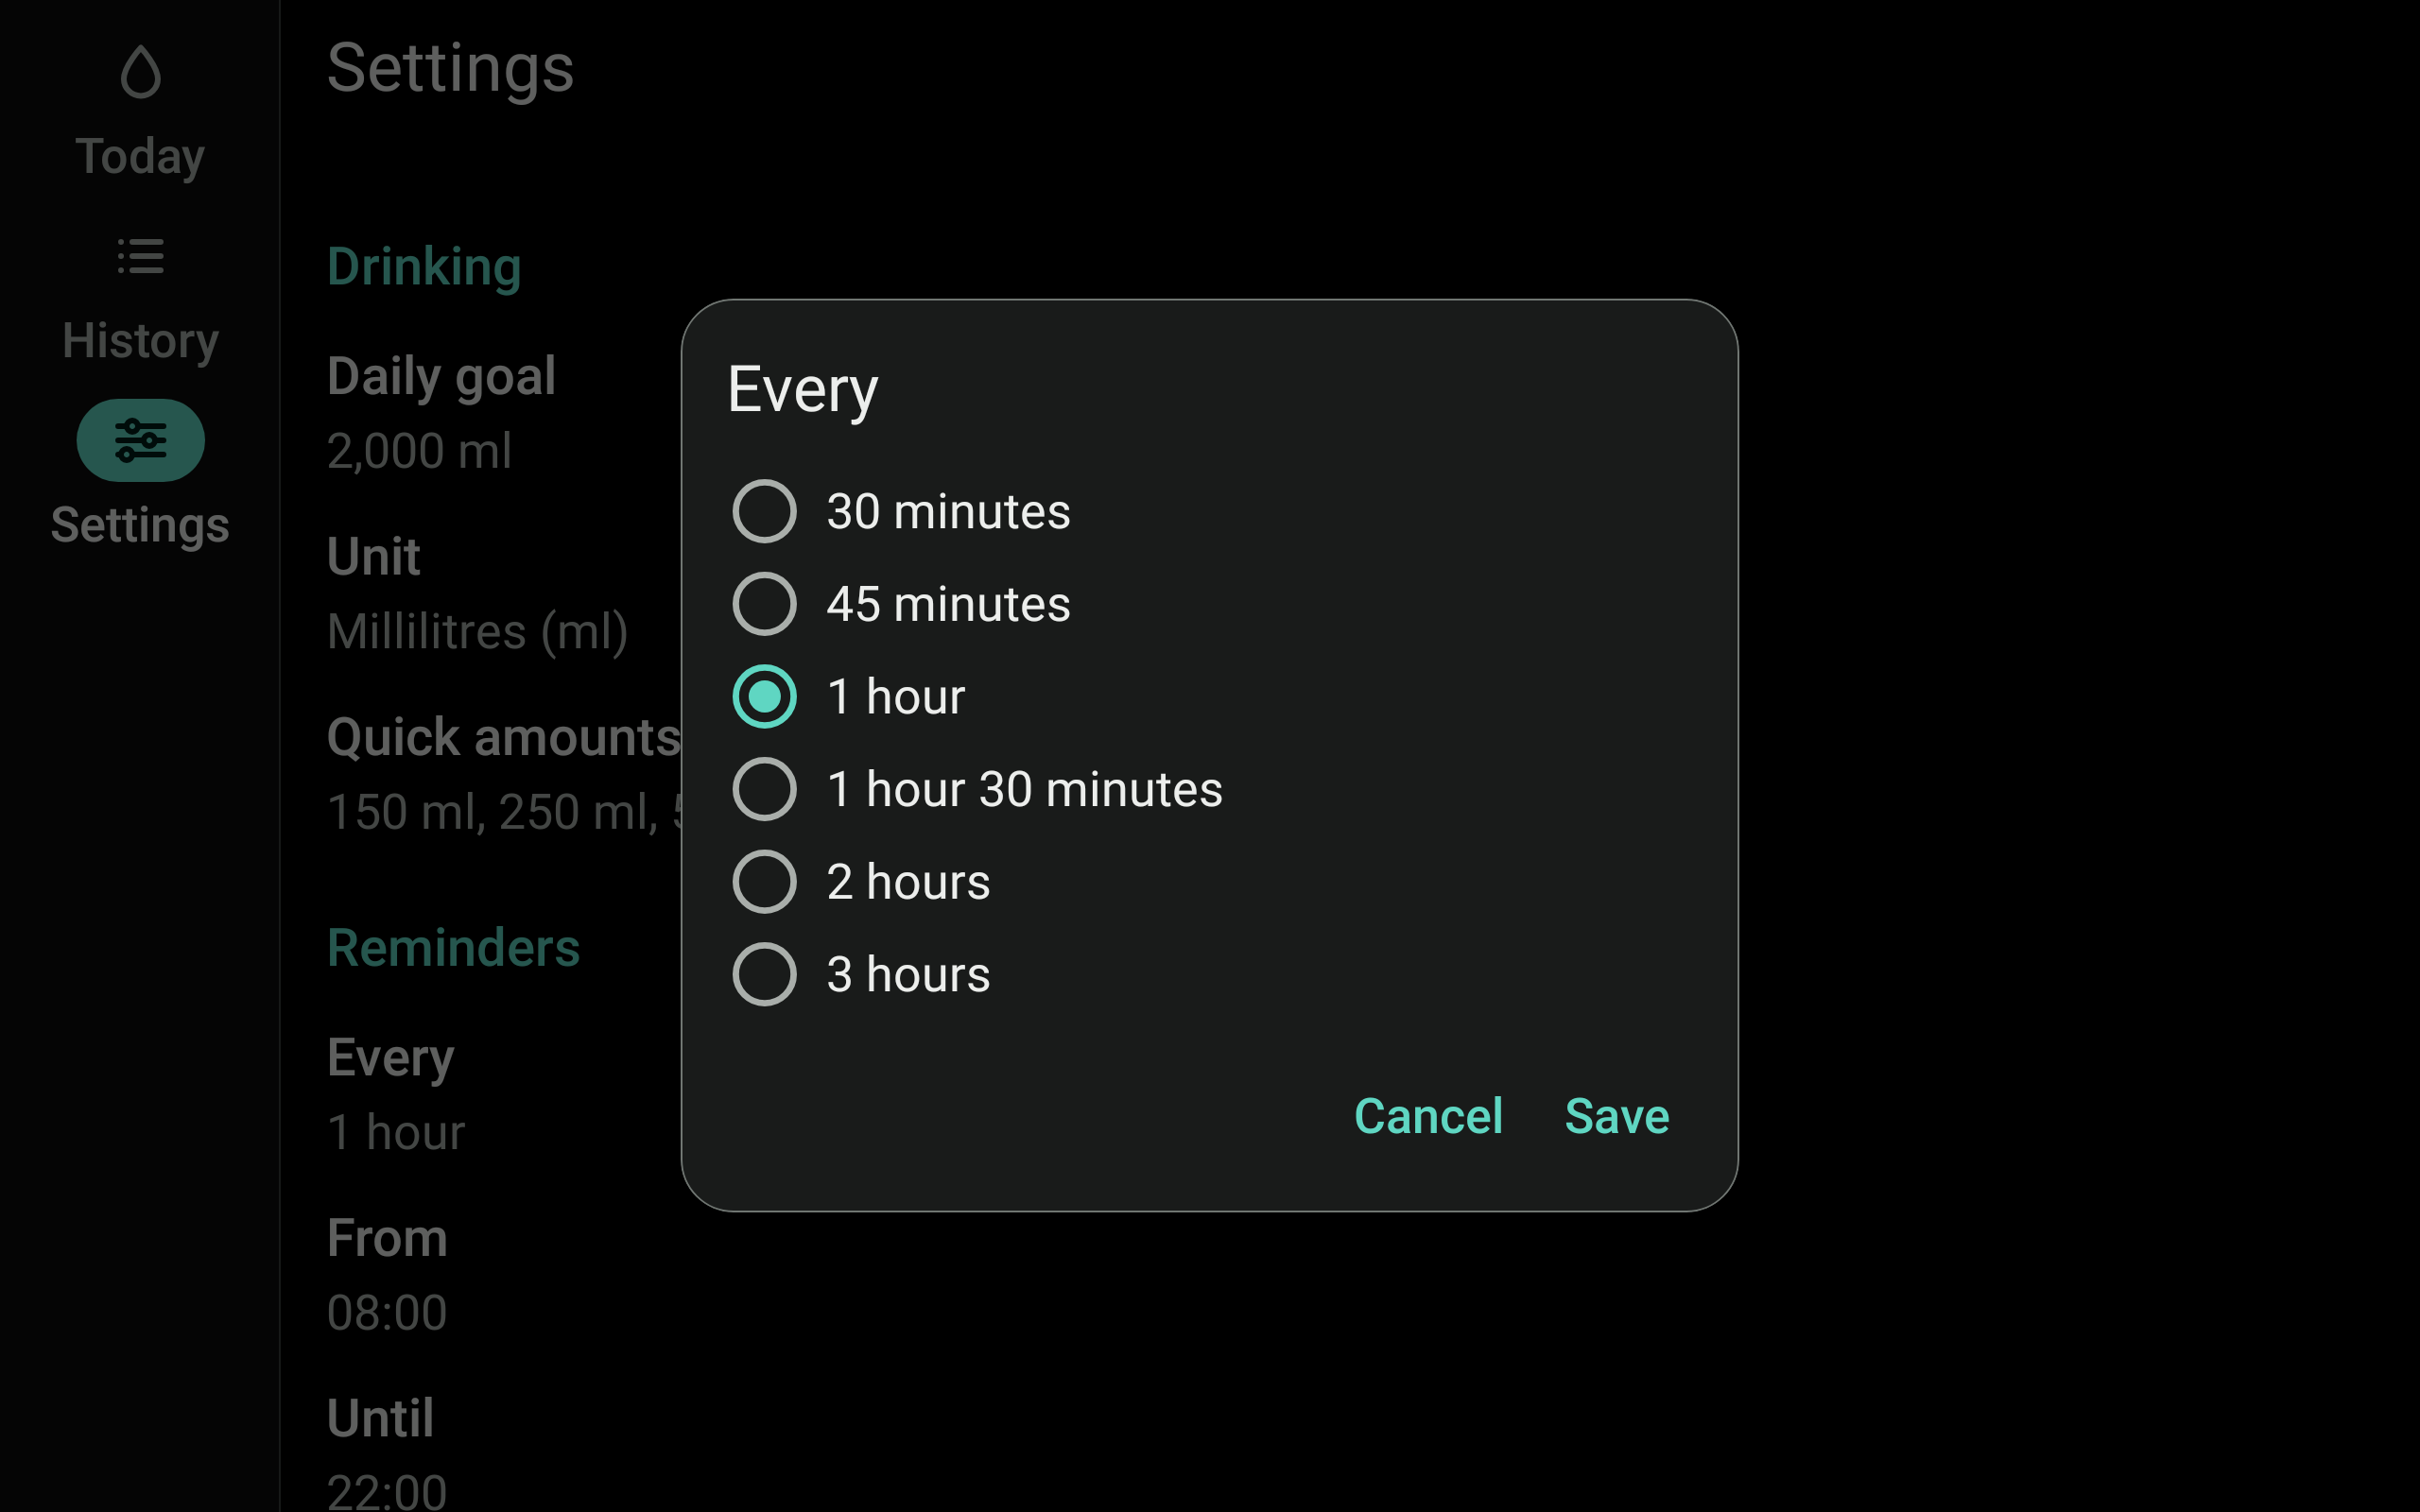 Today
History
Settings
Settings
Drinking
Daily goal
2,000 ml
Unit
Millilitres (ml)
Quick amounts
150 ml, 250 ml,
Reminders
Every
1 hour
From
08:00
Until
22:00
Every
30 minutes
45 minutes
1 hour
1 hour 30 minutes
2 hours
3 hours
Cancel
Save